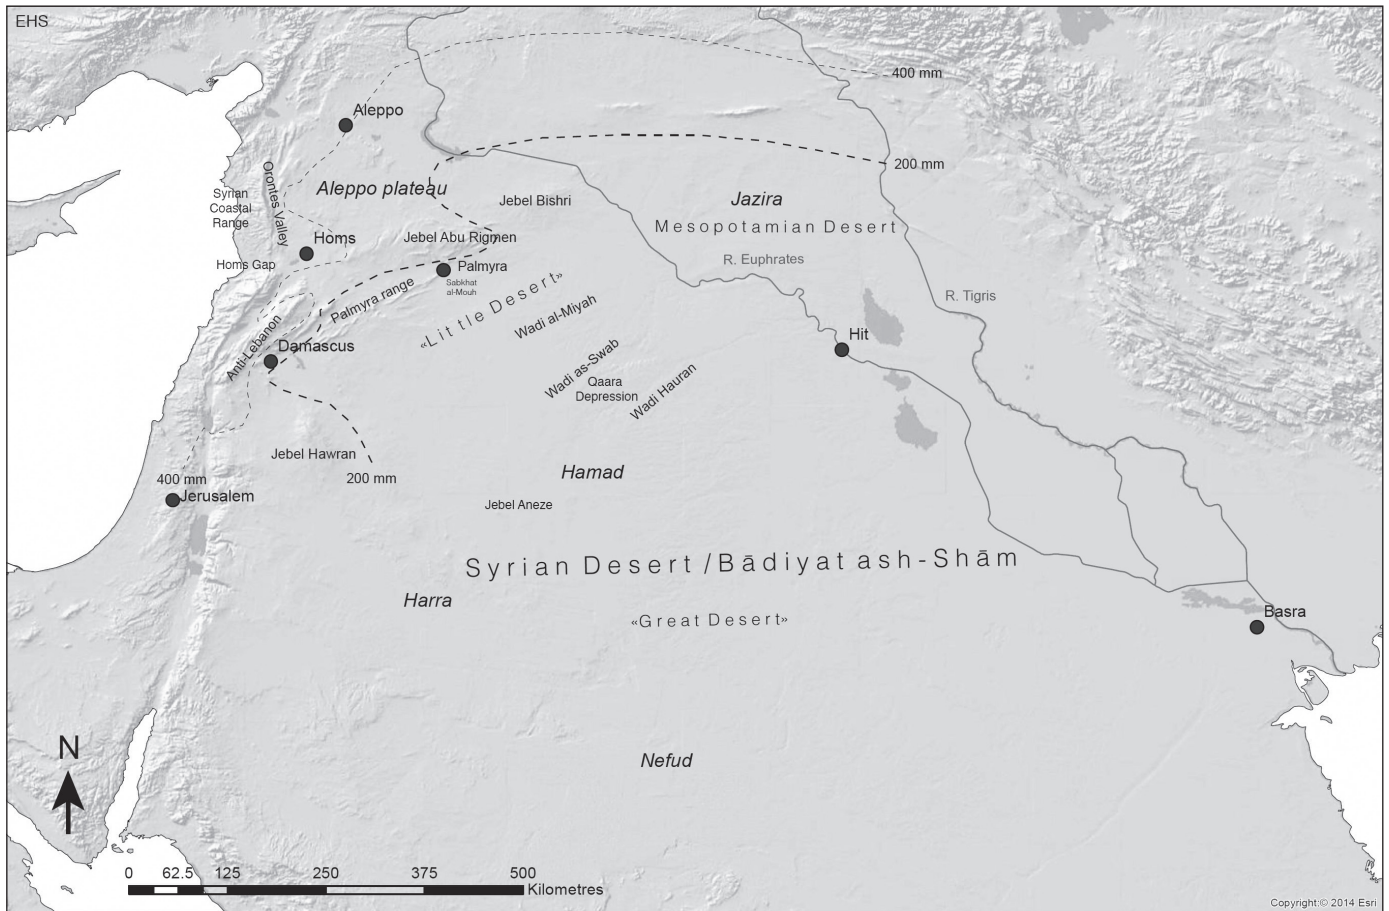 EHS
400 mm
Aleppo
200 mm
Orontes Valley
Aleppo plateau
Syrian
Coastal
Range
Jebel Bishri
Jazira
Mesopotamian Desert
Homs
Jebel Abu Rigmen
Homs Gap
Palmyra
R. Euphrates
Sabkhat
al-Mouh
Palmyra range
«Little Desert»
R. Tigris
Wadi al-Miyah
Anti-Lebanon
Damascus
Hit
Wadi as-Swab
Qaara
Depression
Wadi Hauran
Jebel Hawran
Hamad
400 mm
200 mm
Jerusalem
Jebel Aneze
Syrian Desert /Bādiyat ash-Shām
Harra
«Great Desert»
Basra
N
Nefud
0 62.5 125 250 375 500
Kilometres
Copyright:© 2014 Esri